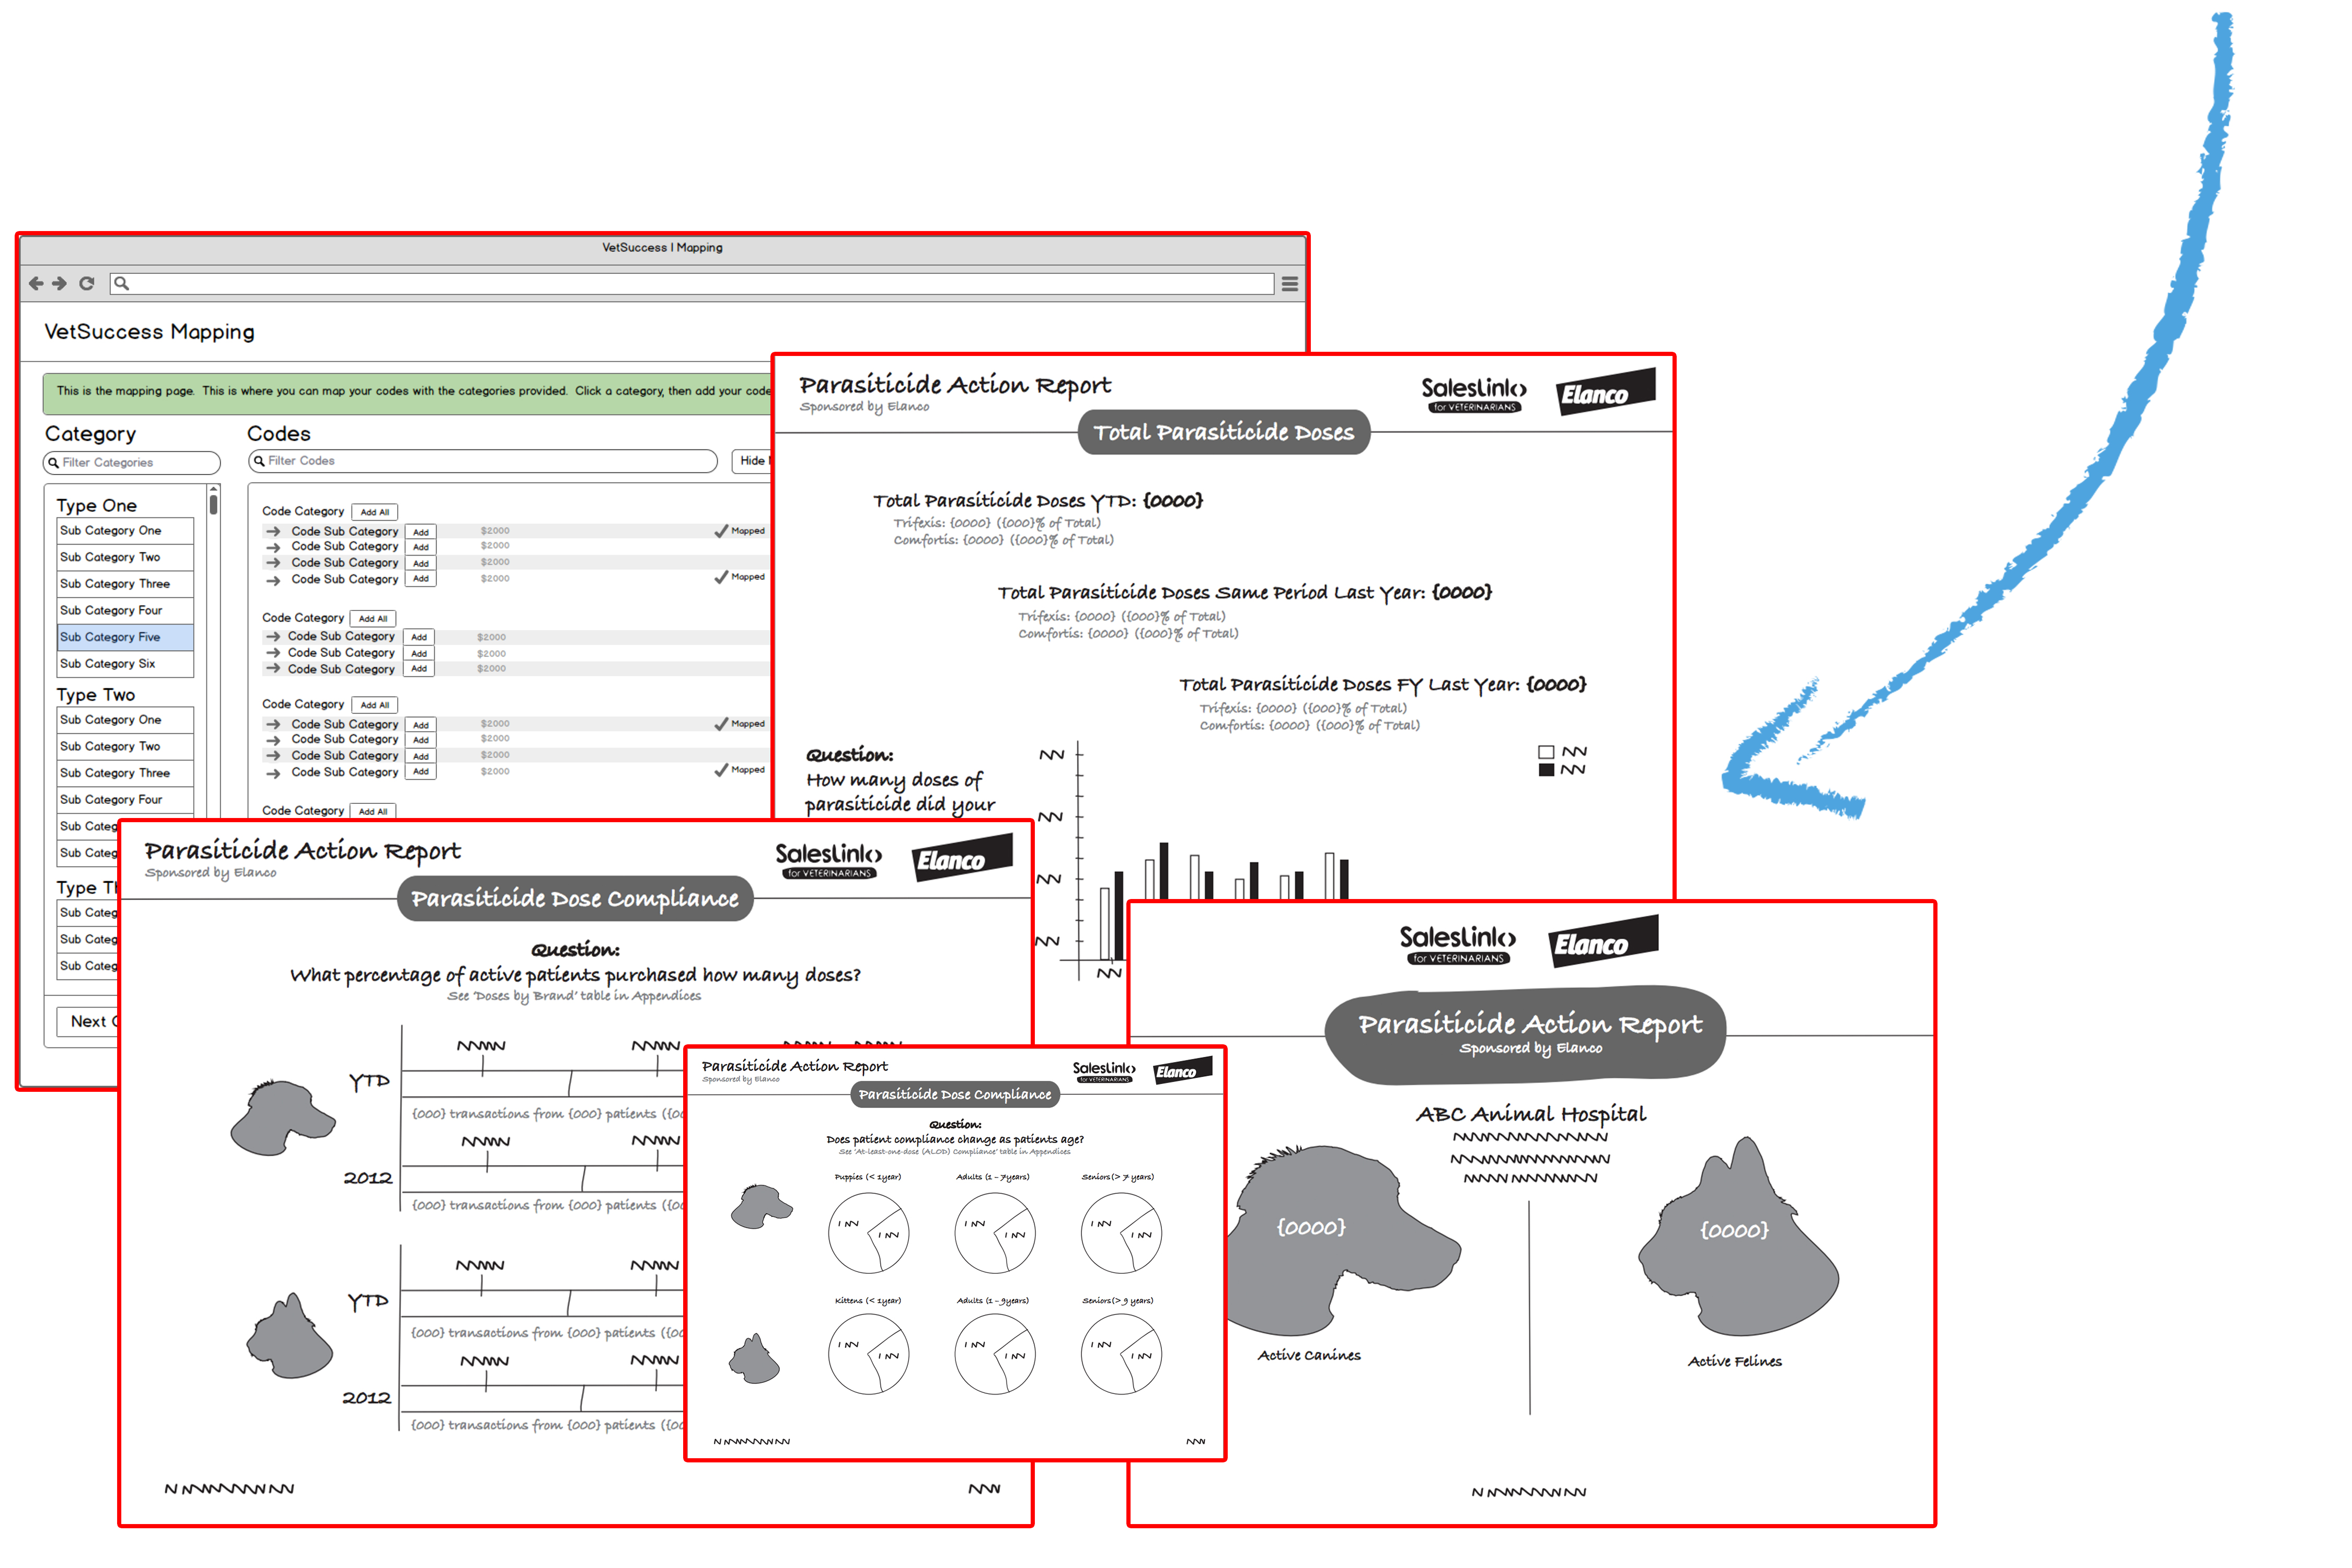 VetSuccess | Mapping
VetSuccess Mapping
This is the mapping page. This is where you can map your codes with the categories provided. Click a category, then add your code
Category
Filter Categories
Type One
Sub Category One
Sub Category Two
Sub Category Three
Sub Category Four
Sub Category Five
Sub Category Six
Type Two
Sub Category One
Sub Category Two
Sub Category Three
Sub Category Four
Sub Categ
Sub Categ
Type Th
Sub Categ
Sub Categ
Sub Categ
Next
Codes
Filter Codes
Hide
Code Category Add All
Code Sub Category Add $2000 Mapped
Code Sub Category Add $2000
Code Sub Category Add $2000
Code Sub Category Add $2000 Mapped
Code Category Add All
Code Sub Category Add $2000
Code Sub Category Add $2000
Code Sub Category Add $2000
Code Category Add All
Code Sub Category Add $2000 Mapped
Code Sub Category Add $2000
Code Sub Category Add $2000
Code Sub Category Add $2000 Mapped
Code Category Add All
Parasiticide Action Report
Sponsored by Elanco
SalesLink
for VETERINARIANS
Elanco
Total Parasiticide Doses
Total Parasiticide Doses YTD: {0000}
Trifexis: {0000} ({000}% of Total)
Comfortis: {0000} ({000}% of Total)
Total Parasiticide Doses Same Period Last Year: {0000}
Trifexis: {0000} ({000}% of Total)
Comfortis: {0000} ({000}% of Total)
Total Parasiticide Doses FY Last Year: {0000}
Trifexis: {0000} ({000}% of Total)
Comfortis: {0000} ({000}% of Total)
Question:
How many doses of
parasiticide did your
Parasiticide Action Report
Sponsored by Elanco
SalesLink
for VETERINARIANS
Elanco
Parasiticide Dose Compliance
Question:
What percentage of active patients purchased how many doses?
See 'Doses by Brand' table in Appendices
YTD
{000} transactions from {000} patients ({00
2012
{000} transactions from {000} patients ({00
YTD
{000} transactions from {000} patients ({00
2012
{000} transactions from {000} patients ({00
Parasiticide Action Report
Sponsored by Elanco
SalesLink
for VETERINARIANS
Elanco
Parasiticide Dose Compliance
Question:
Does patient compliance change as patients age?
See 'At-least-one-dose (ALOD) Compliance' table in Appendices
Puppies (< 1year) Adults (1 – 7years) Seniors (> 7 years)
Kittens (< 1year) Adults (1 – 9years) Seniors (> 9 years)
SalesLink
for VETERINARIANS
Elanco
Parasiticide Action Report
Sponsored by Elanco
ABC Animal Hospital
{0000}
{0000}
Active Canines
Active Felines